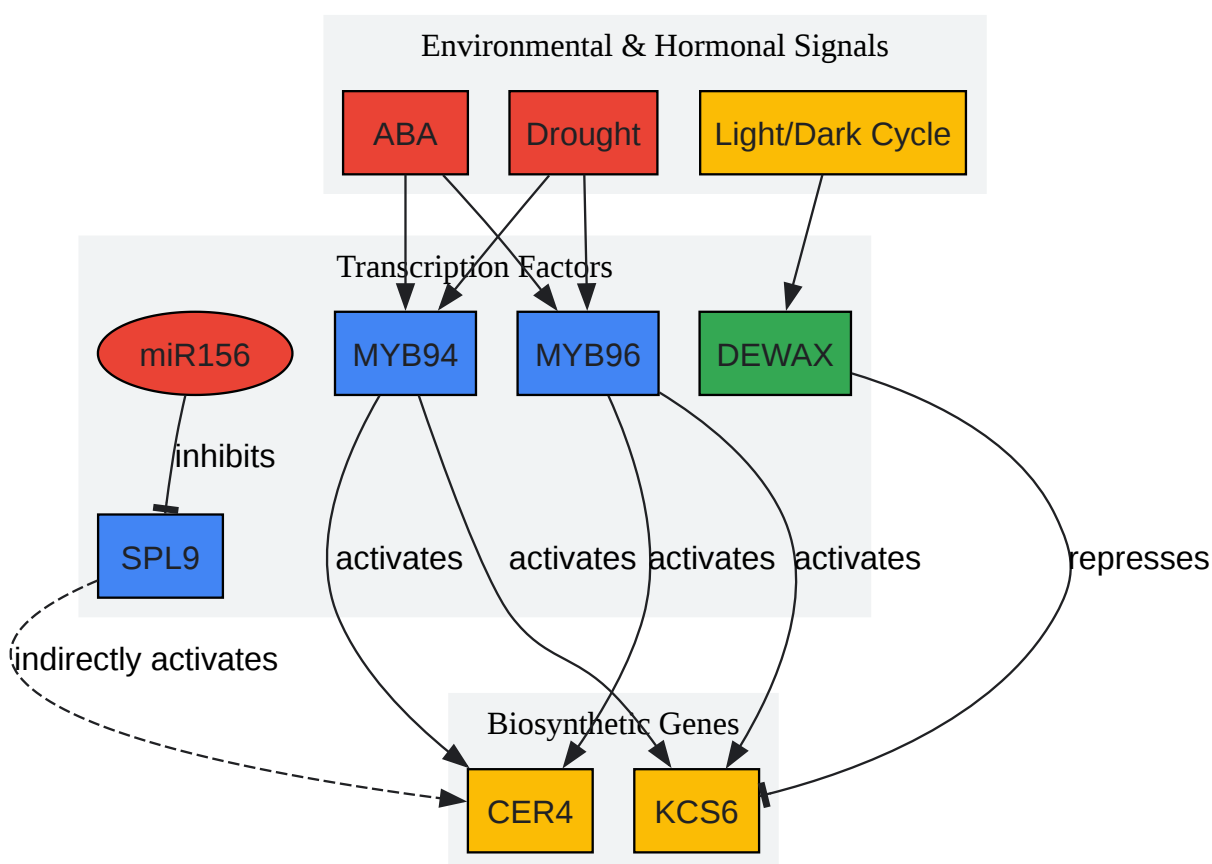 Environmental & Hormonal Signals
ABA
Drought
Light/Dark Cycle
Transcription Factors
miR156
MYB94
MYB96
DEWAX
inhibits
SPL9
activates
activates
activates
activates
represses
indirectly activates
Biosynthetic Genes
CER4
KCS6